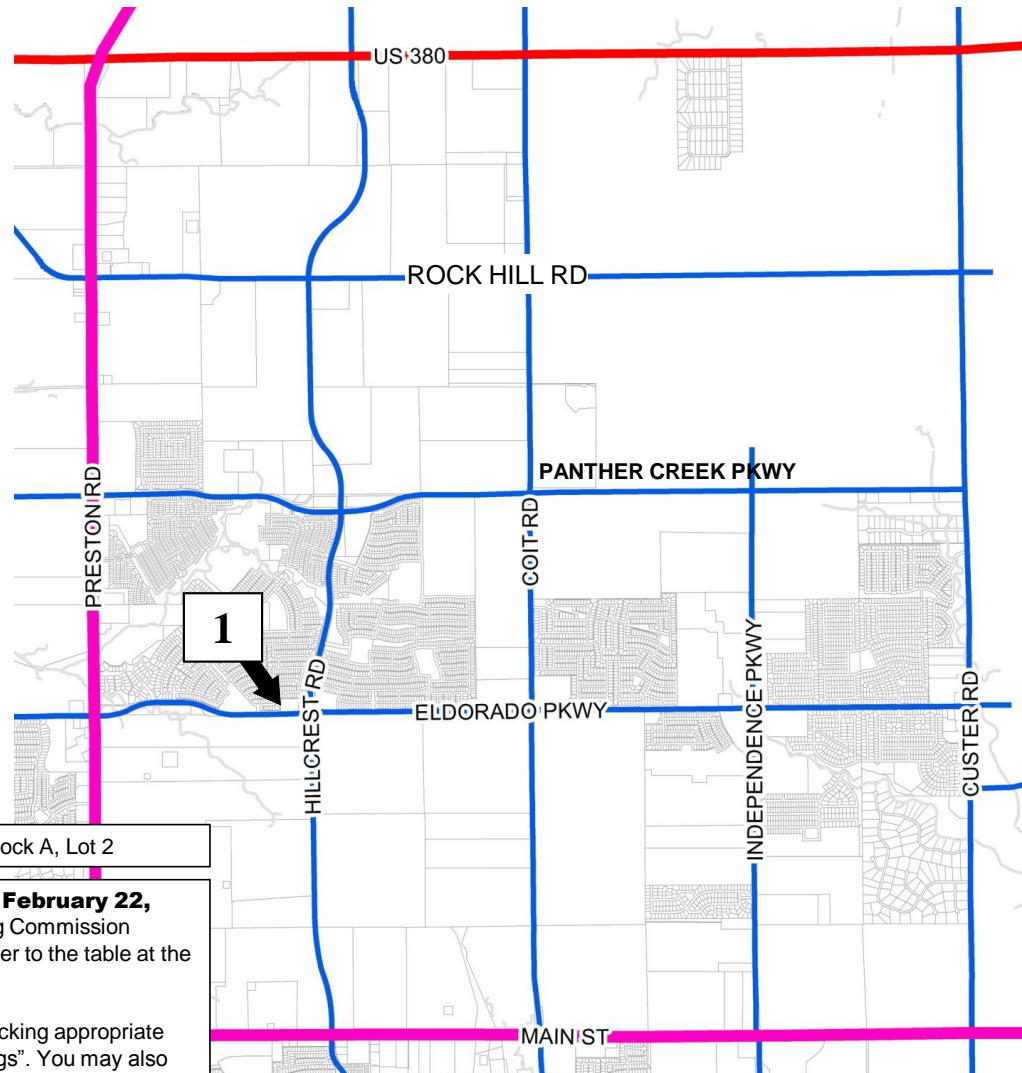 US 380
ROCK HILL RD
PANTHER CREEK PKWY
PRESTON RD
COIT RD
1
HILLCREST RD
ELDORADO PKWY
INDEPENDENCE PKWY
CUSTER RD
ock A, Lot 2
February 22,
g Commission
er to the table at the
cking appropriate
gs”. You may also
MAIN ST